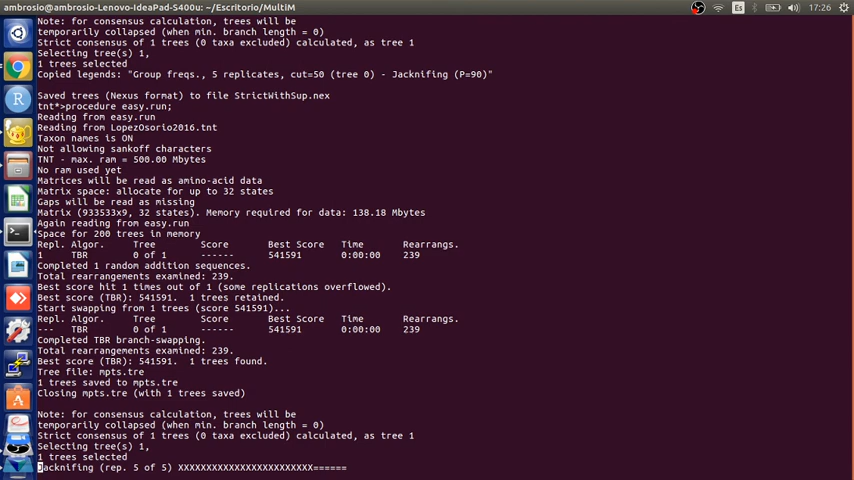 ambrosio@ambrosio-Lenovo-IdeaPad-S400u: ~/Escritorio/MultiM
Es
17:26
Note: for consensus calculation, trees will be
temporarily collapsed (when min. branch length = 0)
Strict consensus of 1 trees (0 taxa excluded) calculated, as tree 1
Selecting tree(s) 1,
1 trees selected
Copied legends: "Group freqs., 5 replicates, cut=50 (tree 0) - Jacknifing (P=90)"
Saved trees (Nexus format) to file StrictWithSup.nex
tnt*>procedure easy.run;
Reading from easy.run
Reading from LopezOsorio2016.tnt
Taxon names is ON
Not allowing sankoff characters
TNT - max. ram = 500.00 Mbytes
No ram used yet
Matrices will be read as amino-acid data
Matrix space: allocate for up to 32 states
Gaps will be read as missing
Matrix (933533x9, 32 states). Memory required for data: 138.18 Mbytes
Again reading from easy.run
Space for 200 trees in memory
Repl. Algor. Tree Score Best Score Time Rearrangs.
1 TBR 0 of 1 ------ 541591 0:00:00 239
Completed 1 random addition sequences.
Total rearrangements examined: 239.
Best score hit 1 times out of 1 (some replications overflowed).
Best score (TBR): 541591. 1 trees retained.
Start swapping from 1 trees (score 541591)...
Repl. Algor. Tree Score Best Score Time Rearrangs.
--- TBR 0 of 1 ------ 541591 0:00:00 239
Completed TBR branch-swapping.
Total rearrangements examined: 239.
Best score (TBR): 541591. 1 trees found.
Tree file: mpts.tre
1 trees saved to mpts.tre
Closing mpts.tre (with 1 trees saved)
Note: for consensus calculation, trees will be
temporarily collapsed (when min. branch length = 0)
Strict consensus of 1 trees (0 taxa excluded) calculated, as tree 1
Selecting tree(s) 1,
1 trees selected
Jacknifing (rep. 5 of 5) XXXXXXXXXXXXXXXXXXXXXXXX======